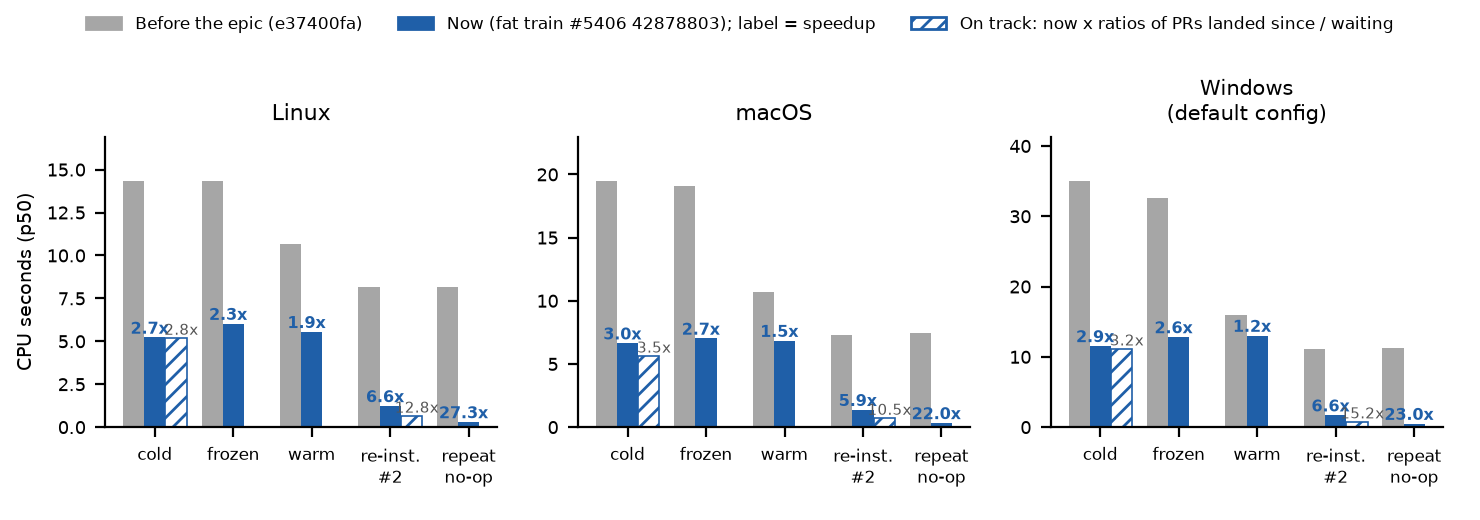 Before the epic (e37400fa)
Now (fat train #5406 42878803); label = speedup
On track: now x ratios of PRs landed since / waiting
Linux
CPU seconds (p50)
15.0
12.5
10.0
7.5
5.0
2.5
0.0
2.7x
2.8x
2.3x
1.9x
6.6x
12.8x
27.3x
cold
frozen
warm
re-inst.
#2
repeat
no-op
macOS
20
15
10
5
0
3.0x
3.5x
2.7x
1.5x
5.9x
10.5x
22.0x
cold
frozen
warm
re-inst.
#2
repeat
no-op
Windows
(default config)
40
30
20
10
0
2.9x
3.2x
2.6x
1.2x
6.6x
15.2x
23.0x
cold
frozen
warm
re-inst.
#2
repeat
no-op